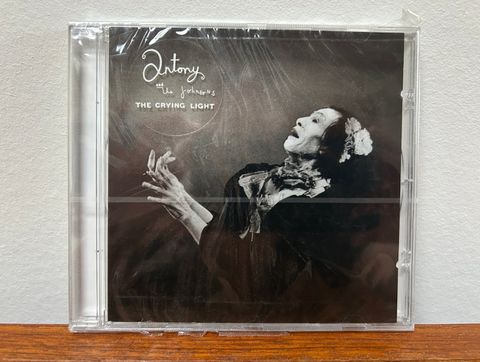 Antony
and
the Johnsons
THE CRYING LIGHT